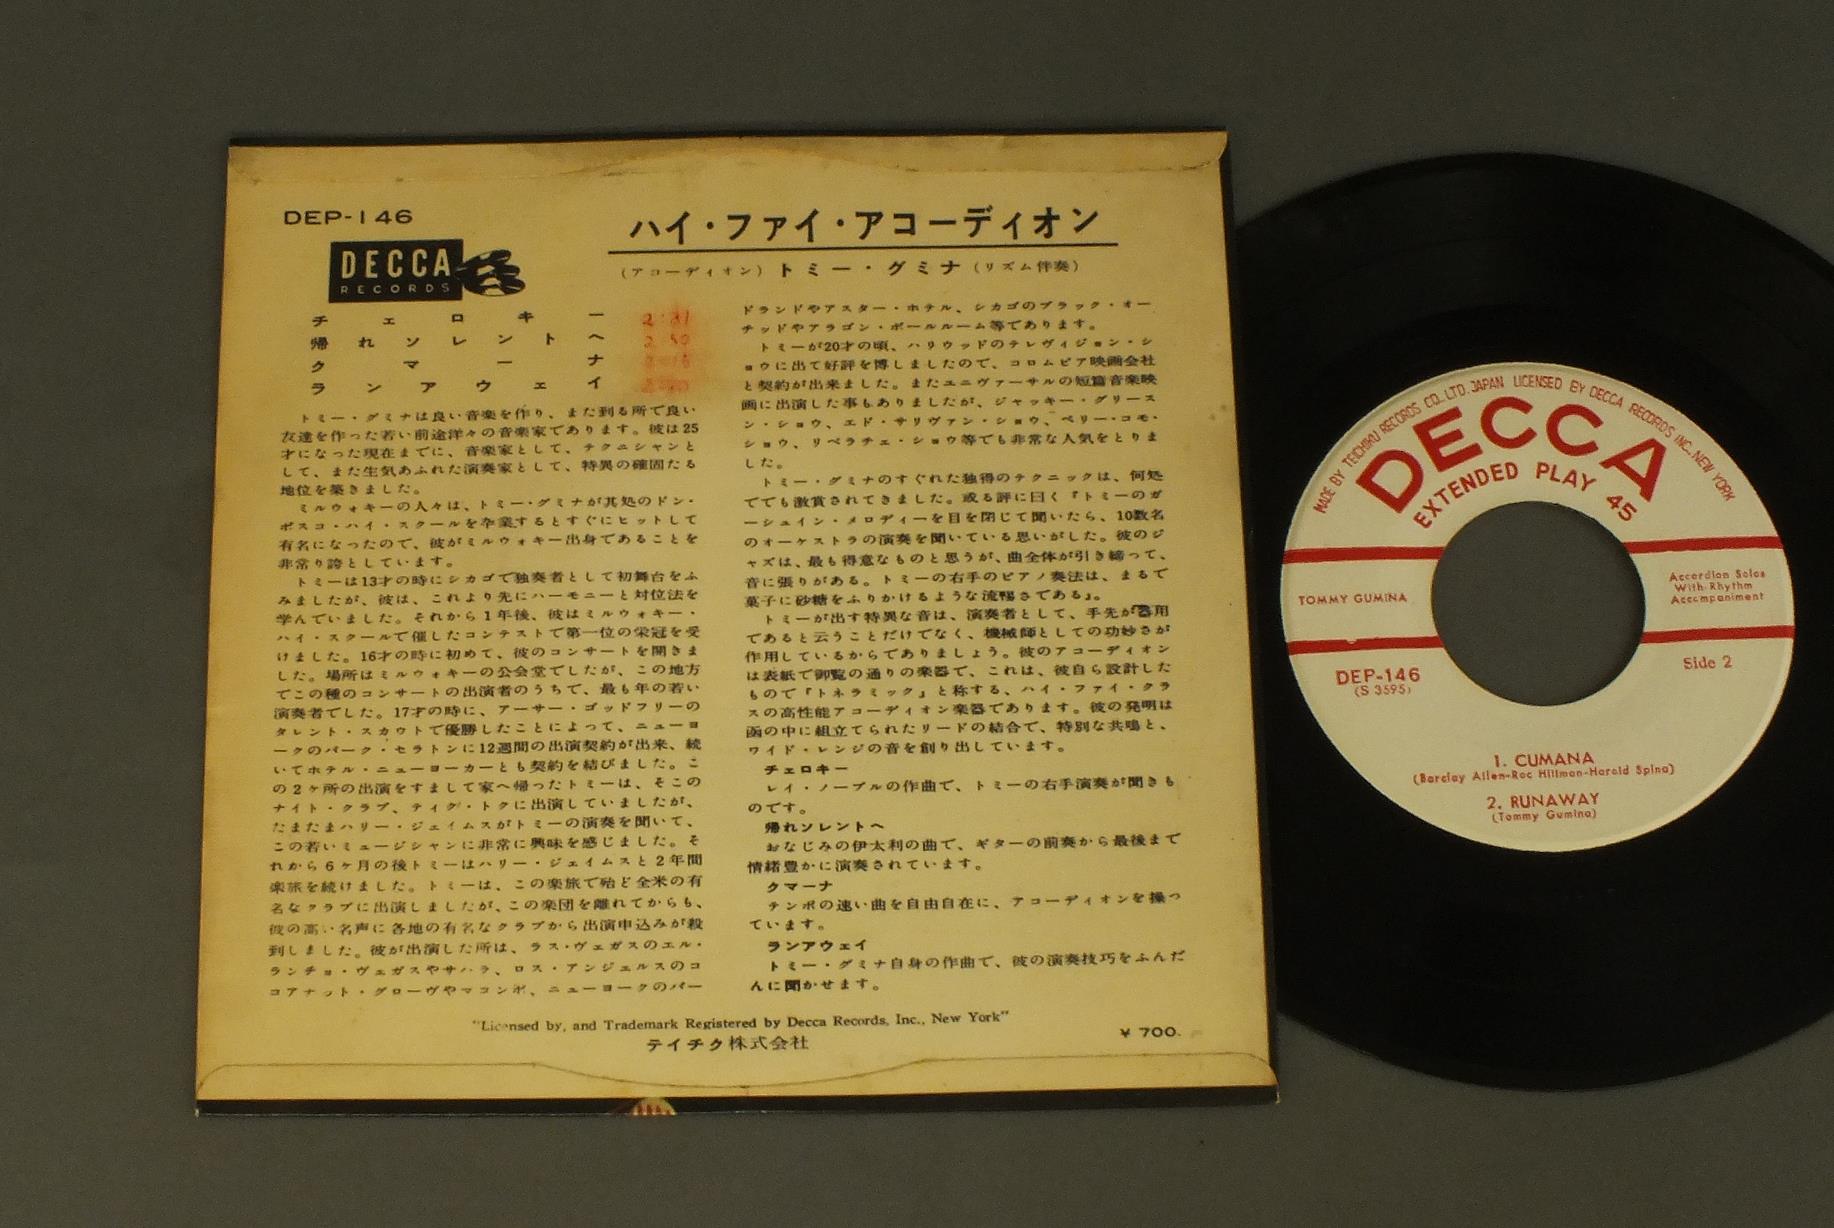 DEP-146
DECCA
RECORDS
ハイ・ファイ・アコーディオン
(アコーディオン) トミー・グミナ (リズム伴奏)
チェロキー 2:31
帰れソレントへ 2:50
クマーナ
ランアウェイ
トミー・グミナは良い音楽を作り、また到る所で良い
友達を作った若い前途洋々の音楽家であります。彼は25
才になった現在までに、音楽家として、テクニシャンと
して、また生気あふれた演奏家として、特異の確固たる
地位を築きました。
ミルウォキーの人々は、トミー・グミナが其処のドン・
ボスコ・ハイ・スクールを卒業するとすぐにヒットして
有名になったので、彼がミルウォキー出身であることを
非常り誇としています。
トミーは13才の時にシカゴで独奏者として初舞台をふ
みましたが、彼は、これより先にハーモニーと対位法を
学んでいました。それから1年後、彼はミルウォキー・
ハイ・スクールで催したコンテストで第一位の栄冠を受
けました。16才の時に初めて、彼のコンサートを開きま
した。場所はミルウォキーの公会堂でしたが、この地方
でこの種のコンサートの出演者のうちで、最も年の若い
演奏者でした。17才の時に、アーサー・ゴッドフリーの
タレント・スカウトで優勝したことによって、ニューヨ
ークのパーク・セラトンに12週間の出演契約が出来、続
いてホテル・ニューヨーカーとも契約を結びました。こ
の2ヶ所の出演をすまして家へ帰ったトミーは、そこの
ナイト・クラブ、ティグ・トクに出演していましたが、
たまたまハリー・ジェイムスがトミーの演奏を聞いて、
この若いミュージシャンに非常に興味を感じました。そ
れから6ヶ月の後トミーはハリー・ジェイムスと2年間
楽旅を続けました。トミーは、この楽旅で殆ど全米の有
名なクラブに出演しましたが、この楽団を離れてからも、
彼の高い名声に各地の有名なクラブから出演申込みが殺
到しました。彼が出演した所は、ラス・ヴェガスのエル・
ランチョ・ヴェガスやサハラ、ロス・アンジェルスのコ
コアナット・グローヴやマコンボ、ニューヨークのバー
ドランドやアスター・ホテル、シカゴのブラック・オー
チッドやアラゴン・ボールルーム等であります。
トミーが20才の頃、ハリウッドのテレヴィジョン・シ
ョウに出て好評を博しましたので、コロムビア映画会社
と契約が出来ました。またユニヴァーサルの短篇音楽映
画に出演した事もありましたが、ジャッキー・グリース
ン・ショウ、エド・サリヴァン・ショウ、ペリー・コモ・
ショウ、リベラチェ・ショウ等でも非常な人気をとりま
した。
トミー・グミナのすぐれた独得のテクニックは、何処
ででも激賞されてきました。或る評に曰く『トミーのガ
ーシュイン・メロディーを目を閉じて聞いたら、10数名
のオーケストラの演奏を聞いている思いがした。彼のジ
ャズは、最も得意なものと思うが、曲全体が引き締って、
音に張りがある。トミーの右手のピアノ奏法は、まるで
菓子に砂糖をふりかけるような流暢さである』。
トミーが出す特異な音は、演奏者として、手先が器用
であると云うことだけでなく、機械師としての功妙さが
作用しているからでありましょう。彼のアコーディオン
は表紙で御覧の通りの楽器で、これは、彼自ら設計した
もので『トネラミック』と称する、ハイ・ファイ・クラ
スの高性能アコーディオン楽器であります。彼の発明は
函の中に組立てられたリードの結合で、特別な共鳴と、
ワイド・レンジの音を創り出しています。
チェロキー
レイ・ノーブルの作曲で、トミーの右手演奏が聞きも
のです。
帰れソレントへ
おなじみの伊太利の曲で、ギターの前奏から最後まで
情緒豊かに演奏されています。
クマーナ
テンポの速い曲を自由自在に、アコーディオンを操っ
ています。
ランアウェイ
トミー・グミナ自身の作曲で、彼の演奏技巧をふんだ
んに聞かせます。
"Licensed by, and Trademark Registered by Decca Records, Inc., New York"
テイチク株式会社
¥ 700.
MADE BY TEICHIKU RECORDS CO., LTD. JAPAN LICENSED BY DECCA RECORDS INC. NEW YORK
DECCA
EXTENDED PLAY 45
TOMMY GUMINA
Accordion Solos
With Rhythm
Accompaniment
DEP-146
(S 3595)
Side 2
1. CUMANA
(Barclay Allen-Roc Hillman-Harold Spina)
2. RUNAWAY
(Tommy Gumina)